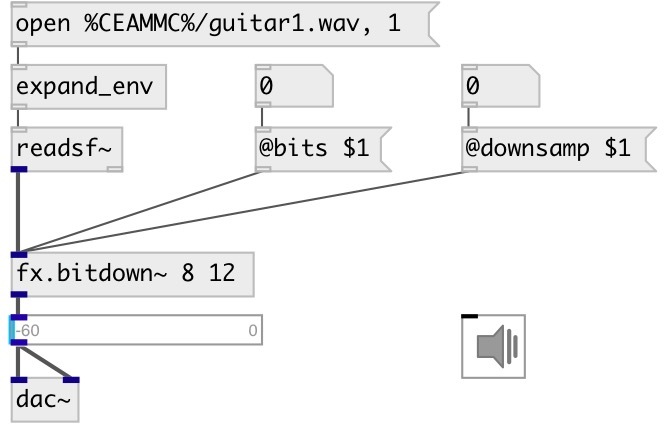 open %CEAMMC%/guitar1.wav, 1
expand_env 0 0
readsf~ @bits $1 @downsamp $1
fx.bitdown~ 8 12
-60 0
dac~